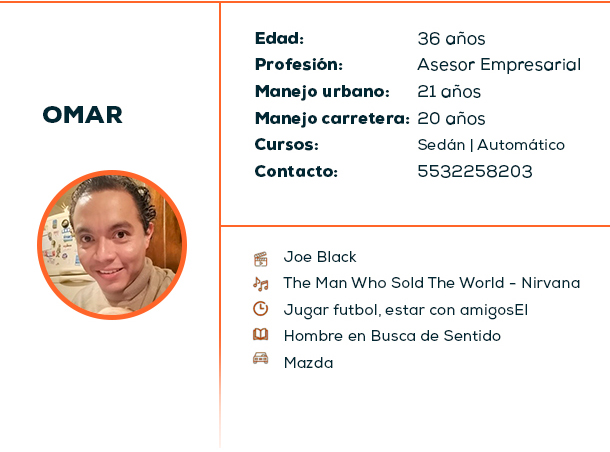 OMAR
Edad: 36 años
Profesión: Asesor Empresarial
Manejo urbano: 21 años
Manejo carretera: 20 años
Cursos: Sedán | Automático
Contacto: 5532258203
Joe Black
The Man Who Sold The World - Nirvana
Jugar futbol, estar con amigosEl
Hombre en Busca de Sentido
Mazda